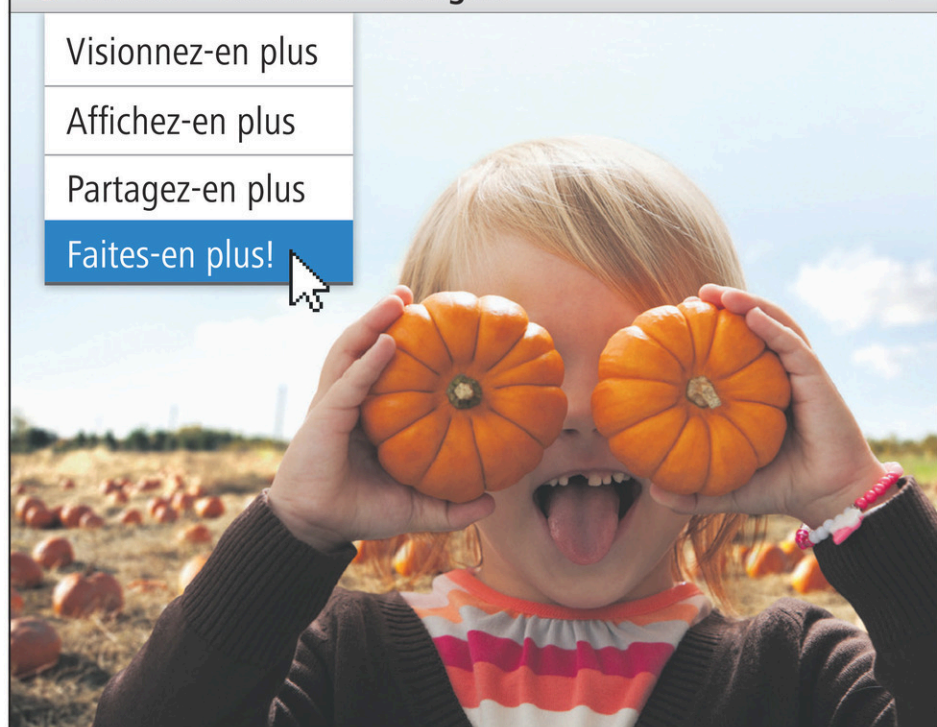 Visionnez-en plus
Affichez-en plus
Partagez-en plus
Faites-en plus!